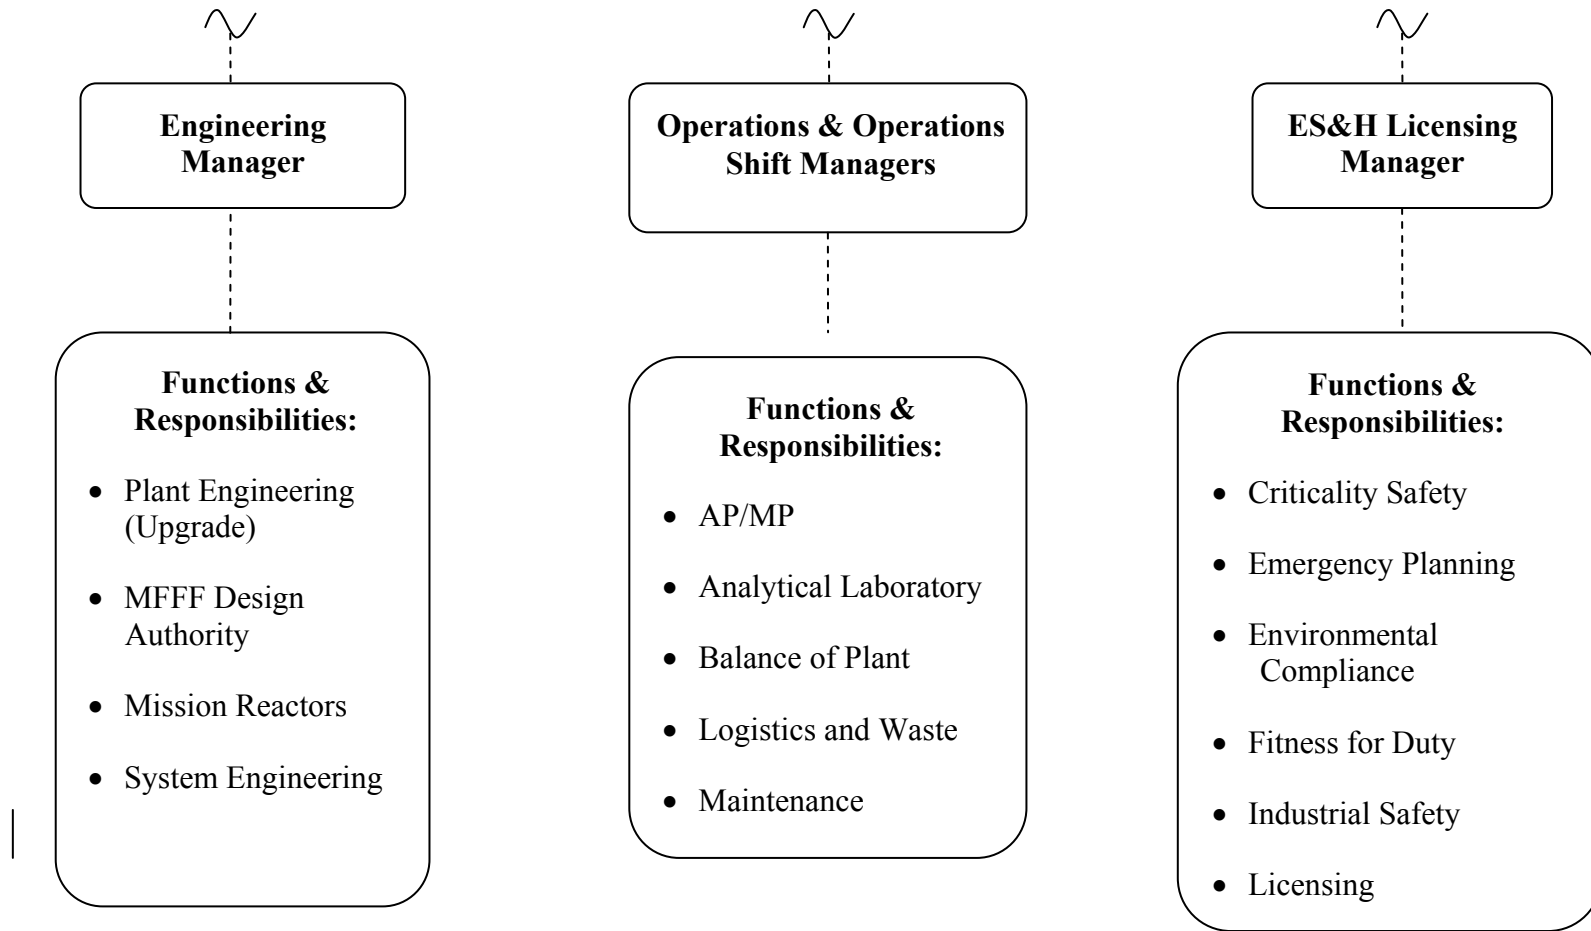 Engineering
Manager
Operations & Operations
Shift Managers
ES&H Licensing
Manager
Functions &
Responsibilities:
• Plant Engineering
(Upgrade)
• MFFF Design
Authority
• Mission Reactors
• System Engineering
Functions &
Responsibilities:
• AP/MP
• Analytical Laboratory
• Balance of Plant
• Logistics and Waste
• Maintenance
Functions &
Responsibilities:
• Criticality Safety
• Emergency Planning
• Environmental
Compliance
• Fitness for Duty
• Industrial Safety
• Licensing